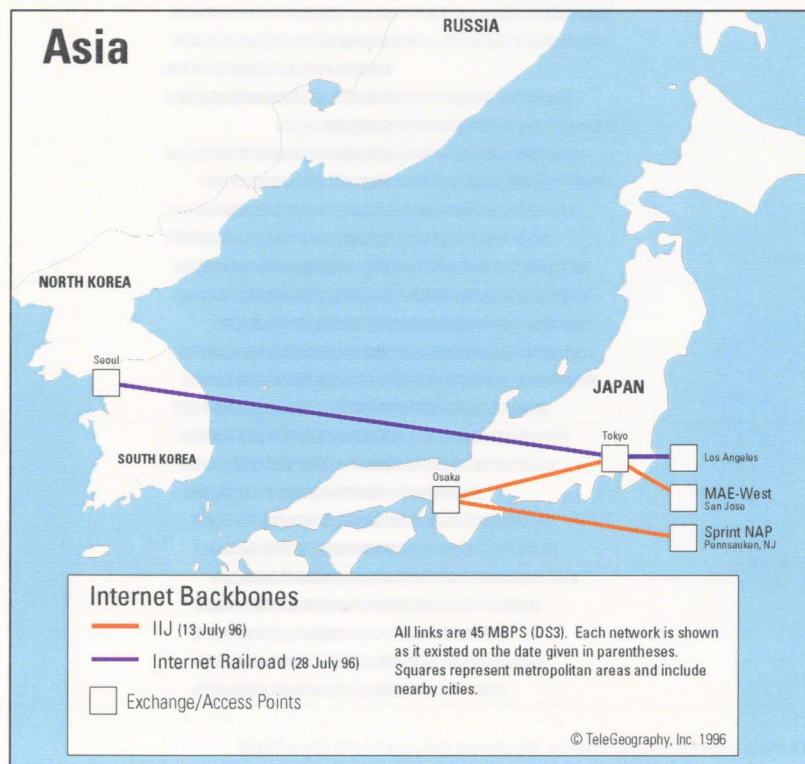 Asia
RUSSIA
NORTH KOREA
Seoul
SOUTH KOREA
JAPAN
Tokyo
Osaka
Los Angeles
MAE-West
San Jose
Sprint NAP
Pennsauken, NJ
Internet Backbones
IIJ (13 July 96)
Internet Railroad (28 July 96)
Exchange/Access Points
All links are 45 MBPS (DS3). Each network is shown
as it existed on the date given in parentheses.
Squares represent metropolitan areas and include
nearby cities.
© TeleGeography, Inc. 1996